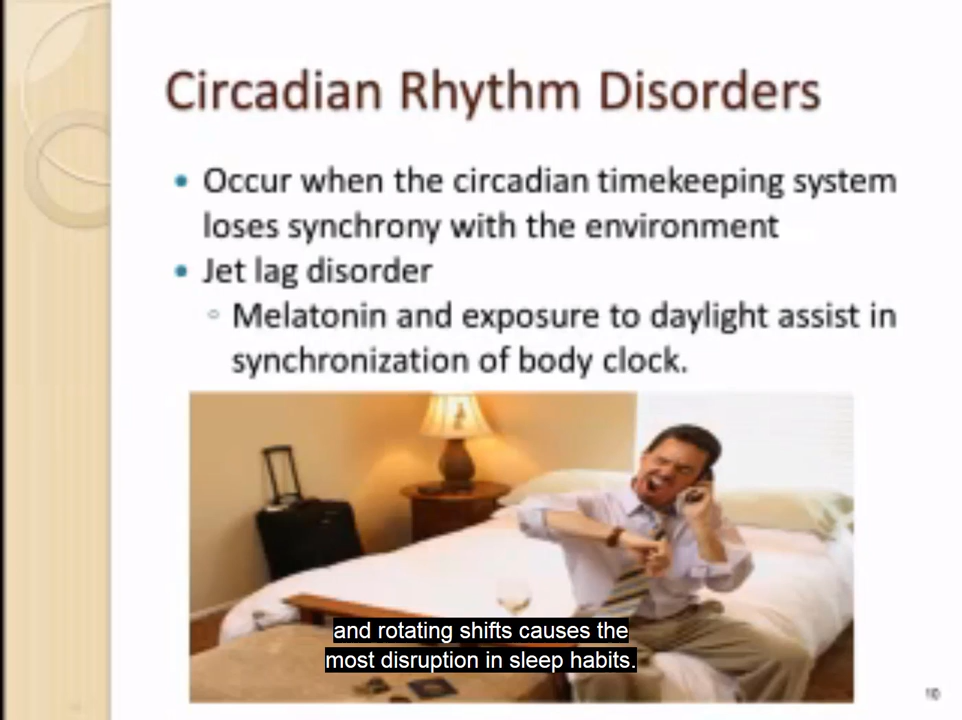 Circadian Rhythm Disorders
• Occur when the circadian timekeeping system
loses synchrony with the environment
• Jet lag disorder
◦ Melatonin and exposure to daylight assist in
synchronization of body clock.
and rotating shifts causes the
most disruption in sleep habits.